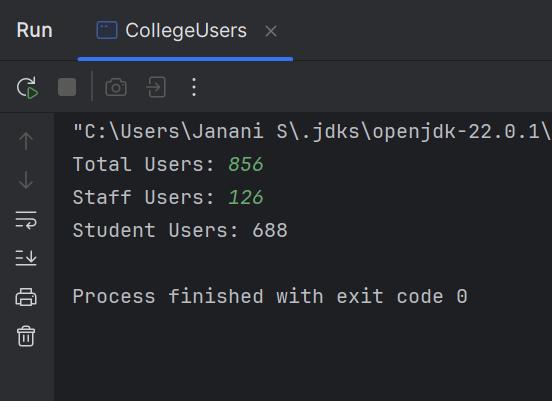 Run CollegeUsers
"C:\Users\Janani S\.jdks\openjdk-22.0.1\
Total Users: 856
Staff Users: 126
Student Users: 688
Process finished with exit code 0